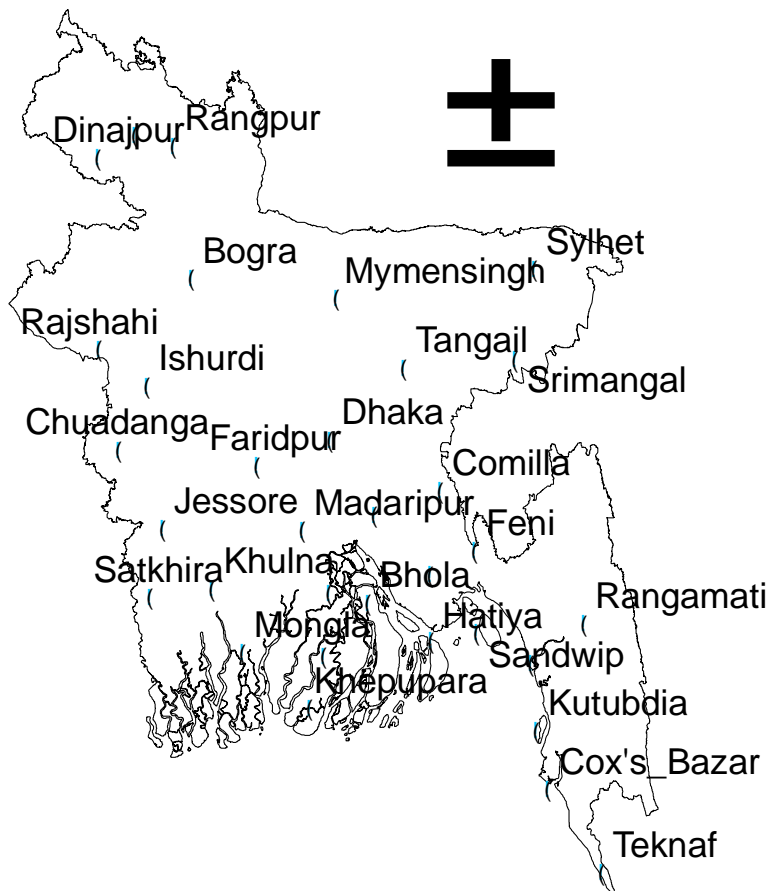 Rangpur
Dinajpur
Sylhet
Bogra
Mymensingh
Rajshahi
Tangail
Ishurdi
Srimangal
Dhaka
Chuadanga
Faridpur
Comilla
Jessore
Madaripur
Feni
Khulna
Satkhira
Bhola
Rangamati
Hatiya
Mongla
Sandwip
Khepupara
Kutubdia
Cox's_Bazar
Teknaf